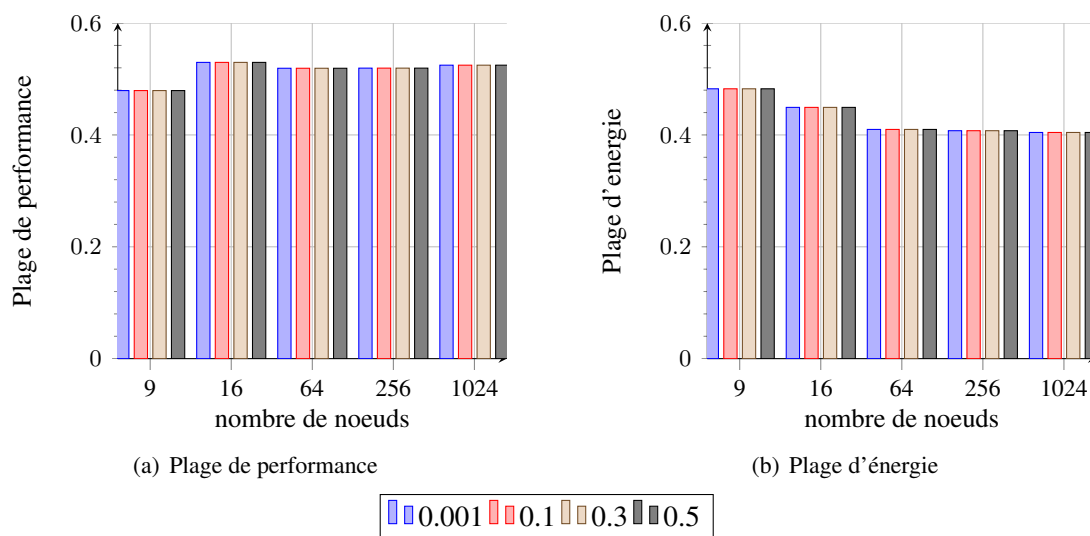 0.6
0.4
0.2
0
Plage de performance
9 16 64 256 1024
nombre de noeuds
(a) Plage de performance
0.6
0.4
0.2
0
Plage d'energie
9 16 64 256 1024
nombre de noeuds
(b) Plage d'énergie
0.001 0.1 0.3 0.5